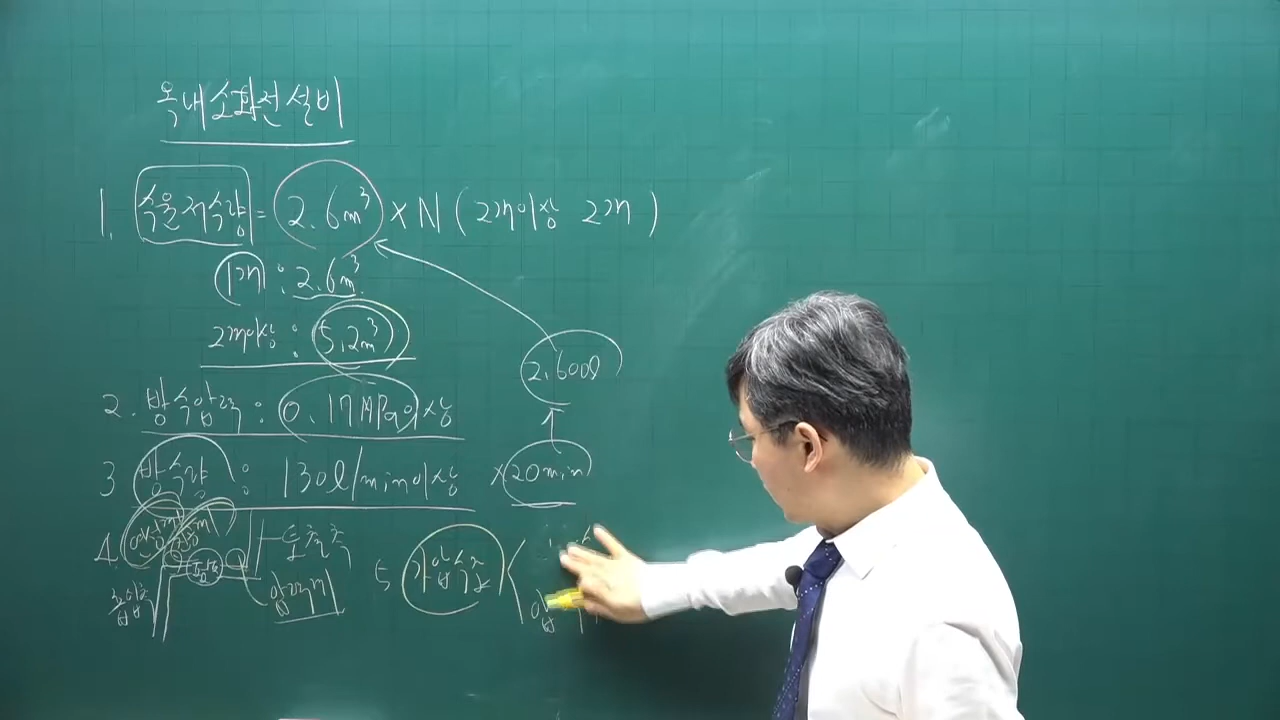 옥내소화전설비
1. 수원저수량 = 2.6m³ × N (2개이상 2개)
1개 : 2.6m³
2개이상 : 5.2m³
2.600ℓ
2. 방수압력 : 0.17MPa이상
3 방수량 : 130ℓ/min이상 ×20min
4. 연성계
토출측
압력계
흡입측
5 가압송수